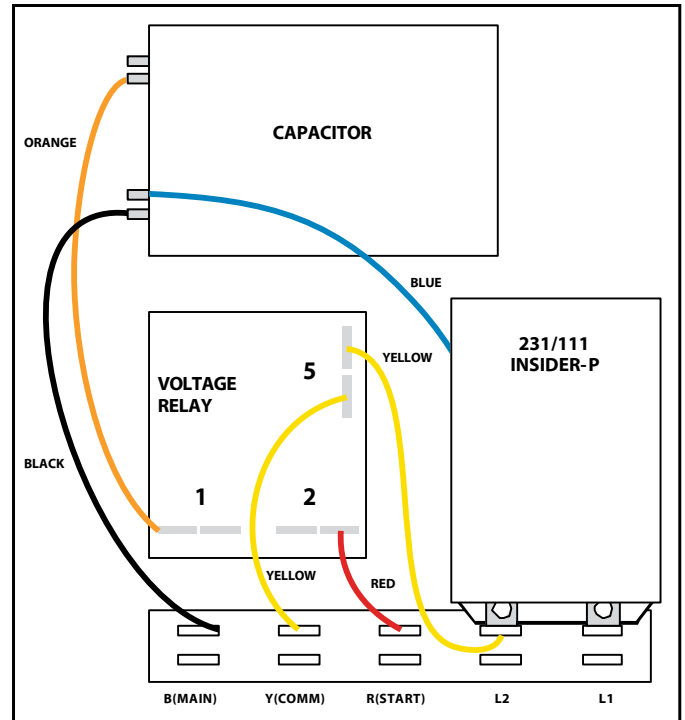 CAPACITOR
ORANGE
BLUE
231/111
INSIDER-P
YELLOW
5
VOLTAGE
RELAY
BLACK
1
2
YELLOW
RED
B(MAIN)
Y(COMM)
R(START)
L2
L1